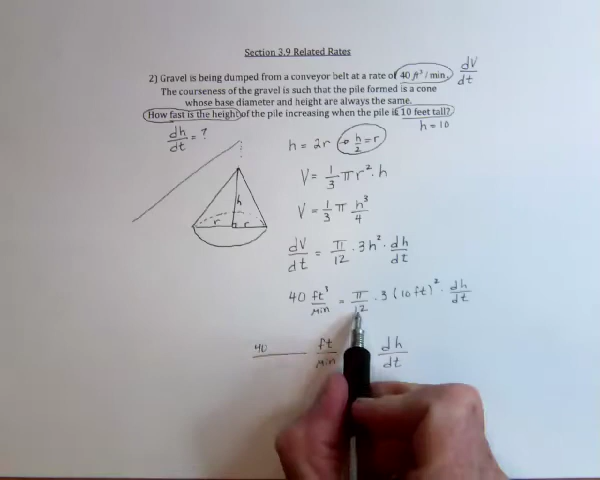 Section 3.9 Related Rates
2) Gravel is being dumped from a conveyor belt at a rate of 40 ft³/min. dV/dt
The courseness of the gravel is such that the pile formed is a cone
whose base diameter and height are always the same.
How fast is the height of the pile increasing when the pile is 10 feet tall?
h = 10
dh/dt = ?
h = 2r → h/2 = r
V = 1/3 πr² · h
V = 1/3 π h³/4
h
r r
dV/dt = π/12 · 3h² · dh/dt
40 ft³/min = π/12 · 3 (10ft)² · dh/dt
40 ft/min dh/dt